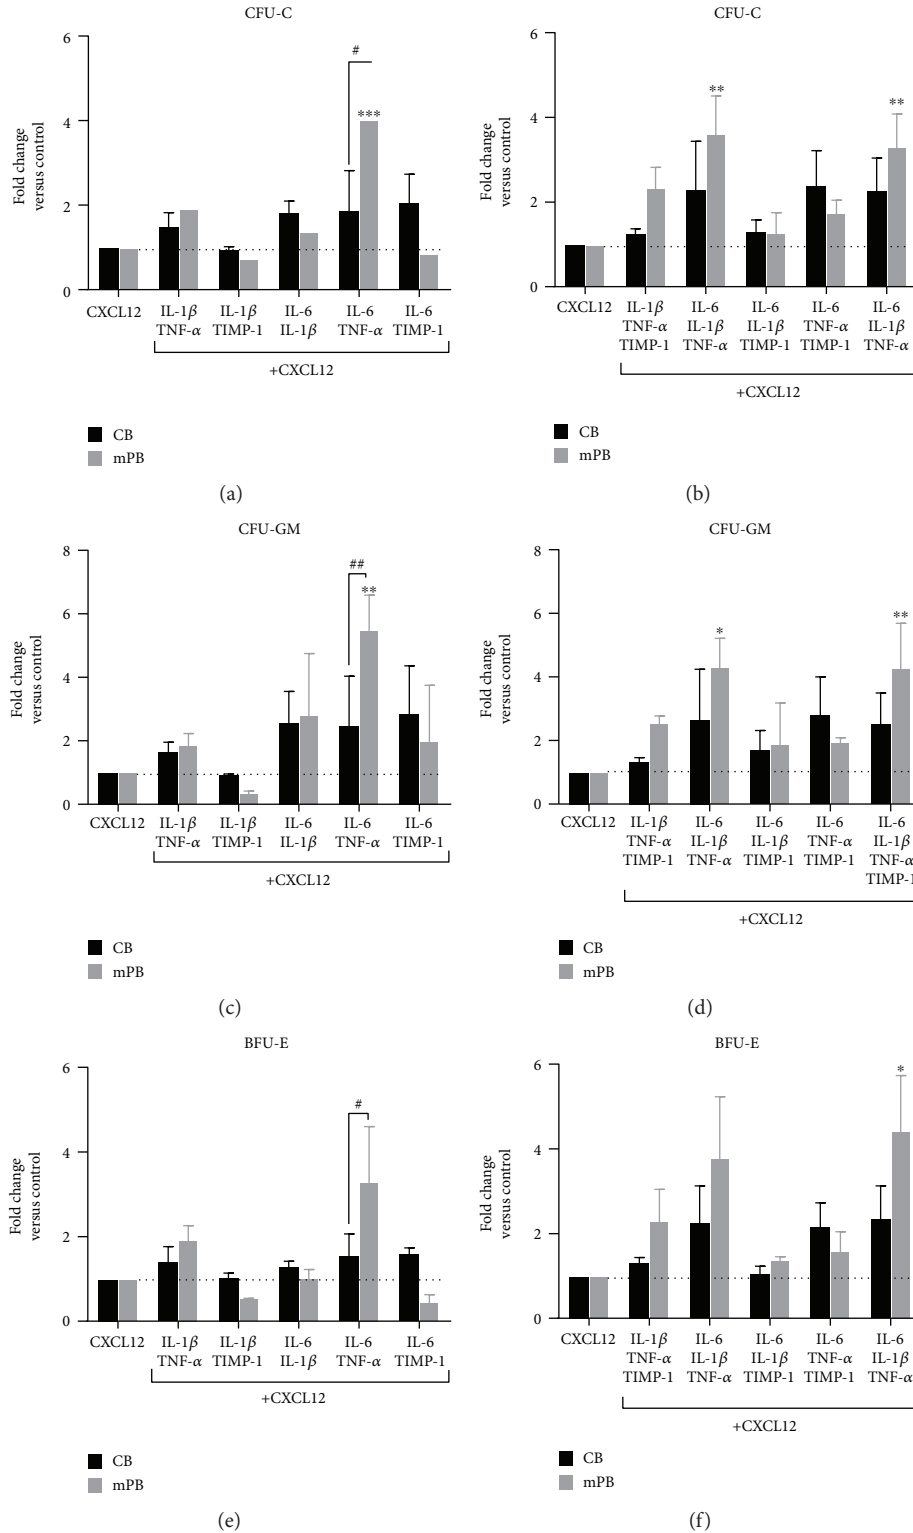 CFU-C
6
4
2
0
Fold change
versus control
#
***
CXCL12
IL-1β
TNF-α
IL-1β
TIMP-1
IL-6
IL-1β
IL-6
TNF-α
IL-6
TIMP-1
+CXCL12
CB
mPB
(a)
CFU-C
6
4
2
0
Fold change
versus control
**
**
CXCL12
IL-1β
TNF-α
TIMP-1
IL-6
IL-1β
TNF-α
IL-6
IL-1β
TIMP-1
IL-6
TNF-α
TIMP-1
IL-6
IL-1β
TNF-α
+CXCL12
CB
mPB
(b)
CFU-GM
8
6
4
2
0
Fold change
versus control
##
**
CXCL12
IL-1β
TNF-α
IL-1β
TIMP-1
IL-6
IL-1β
IL-6
TNF-α
IL-6
TIMP-1
+CXCL12
CB
mPB
(c)
CFU-GM
8
6
4
2
0
Fold change
versus control
*
**
CXCL12
IL-1β
TNF-α
TIMP-1
IL-6
IL-1β
TNF-α
IL-6
IL-1β
TIMP-1
IL-6
TNF-α
TIMP-1
IL-6
IL-1β
TNF-α
TIMP-1
+CXCL12
CB
mPB
(d)
BFU-E
6
4
2
0
Fold change
versus control
#
CXCL12
IL-1β
TNF-α
IL-1β
TIMP-1
IL-6
IL-1β
IL-6
TNF-α
IL-6
TIMP-1
+CXCL12
CB
mPB
(e)
BFU-E
6
4
2
0
Fold change
versus control
*
CXCL12
IL-1β
TNF-α
TIMP-1
IL-6
IL-1β
TNF-α
IL-6
IL-1β
TIMP-1
IL-6
TNF-α
TIMP-1
IL-6
IL-1β
TNF-α
+CXCL12
CB
mPB
(f)